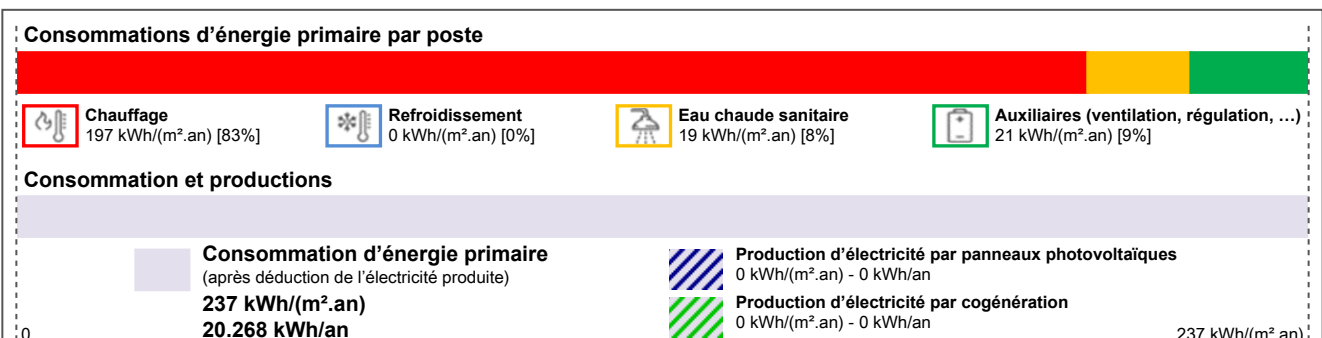 Consommations d’énergie primaire par poste
Chauffage
197 kWh/(m².an) [83%]
Refroidissement
0 kWh/(m².an) [0%]
Eau chaude sanitaire
19 kWh/(m².an) [8%]
Auxiliaires (ventilation, régulation, …)
21 kWh/(m².an) [9%]
Consommation et productions
Consommation d’énergie primaire
(après déduction de l’électricité produite)
237 kWh/(m².an)
20.268 kWh/an
Production d’électricité par panneaux photovoltaïques
0 kWh/(m².an) - 0 kWh/an
Production d’électricité par cogénération
0 kWh/(m².an) - 0 kWh/an
0
237 kWh/(m².an)